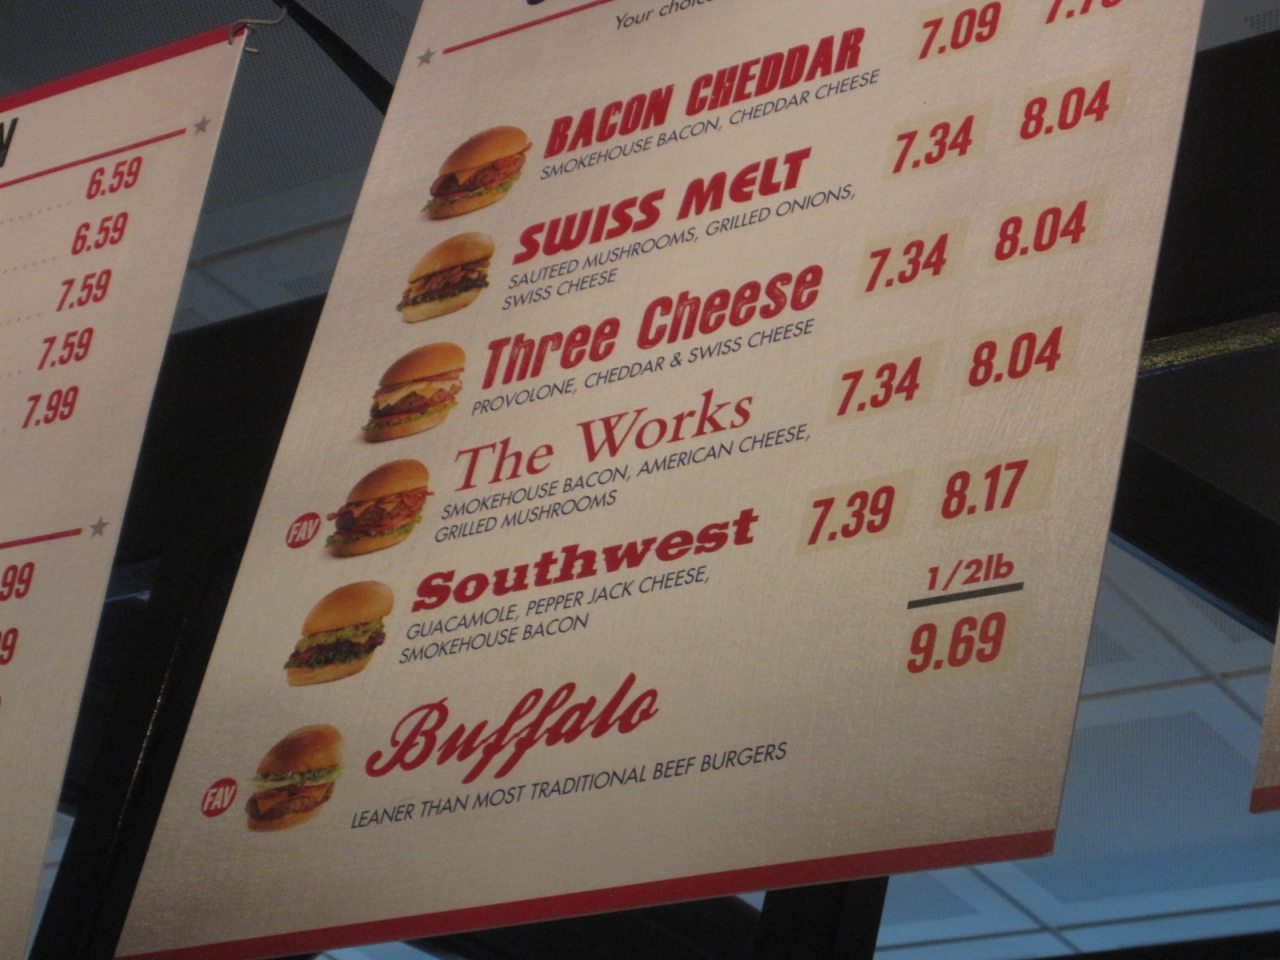 Your
BACON CHEDDAR 7.09
SMOKEHOUSE BACON, CHEDDAR CHEESE
SWISS MELT 7.34 8.04
SAUTEED MUSHROOMS, GRILLED ONIONS,
SWISS CHEESE
Three Cheese 7.34 8.04
PROVOLONE, CHEDDAR & SWISS CHEESE
The Works 7.34 8.04
SMOKEHOUSE BACON, AMERICAN CHEESE,
GRILLED MUSHROOMS
FAV
Southwest 7.39 8.17
GUACAMOLE, PEPPER JACK CHEESE,
SMOKEHOUSE BACON
1/2lb
9.69
Buffalo
LEANER THAN MOST TRADITIONAL BEEF BURGERS
FAV
6.59
6.59
7.59
7.59
7.99